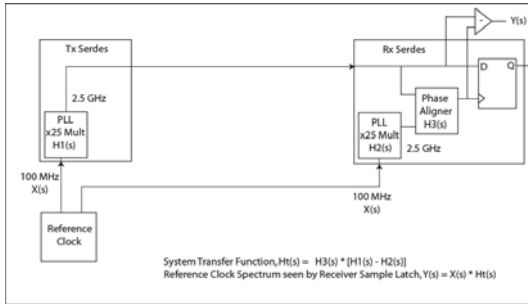 Tx Serdes
2.5 GHz
PLL
x25 Mult
H1(s)
100 MHz
X(s)
Reference
Clock
Rx Serdes
-
Y(s)
D
Q
Phase
Aligner
H3(s)
PLL
x25 Mult
H2(s)
2.5 GHz
100 MHz
X(s)
System Transfer Function, Ht(s) = H3(s) * [H1(s) - H2(s)]
Reference Clock Spectrum seen by Receiver Sample Latch, Y(s) = X(s) * Ht(s)